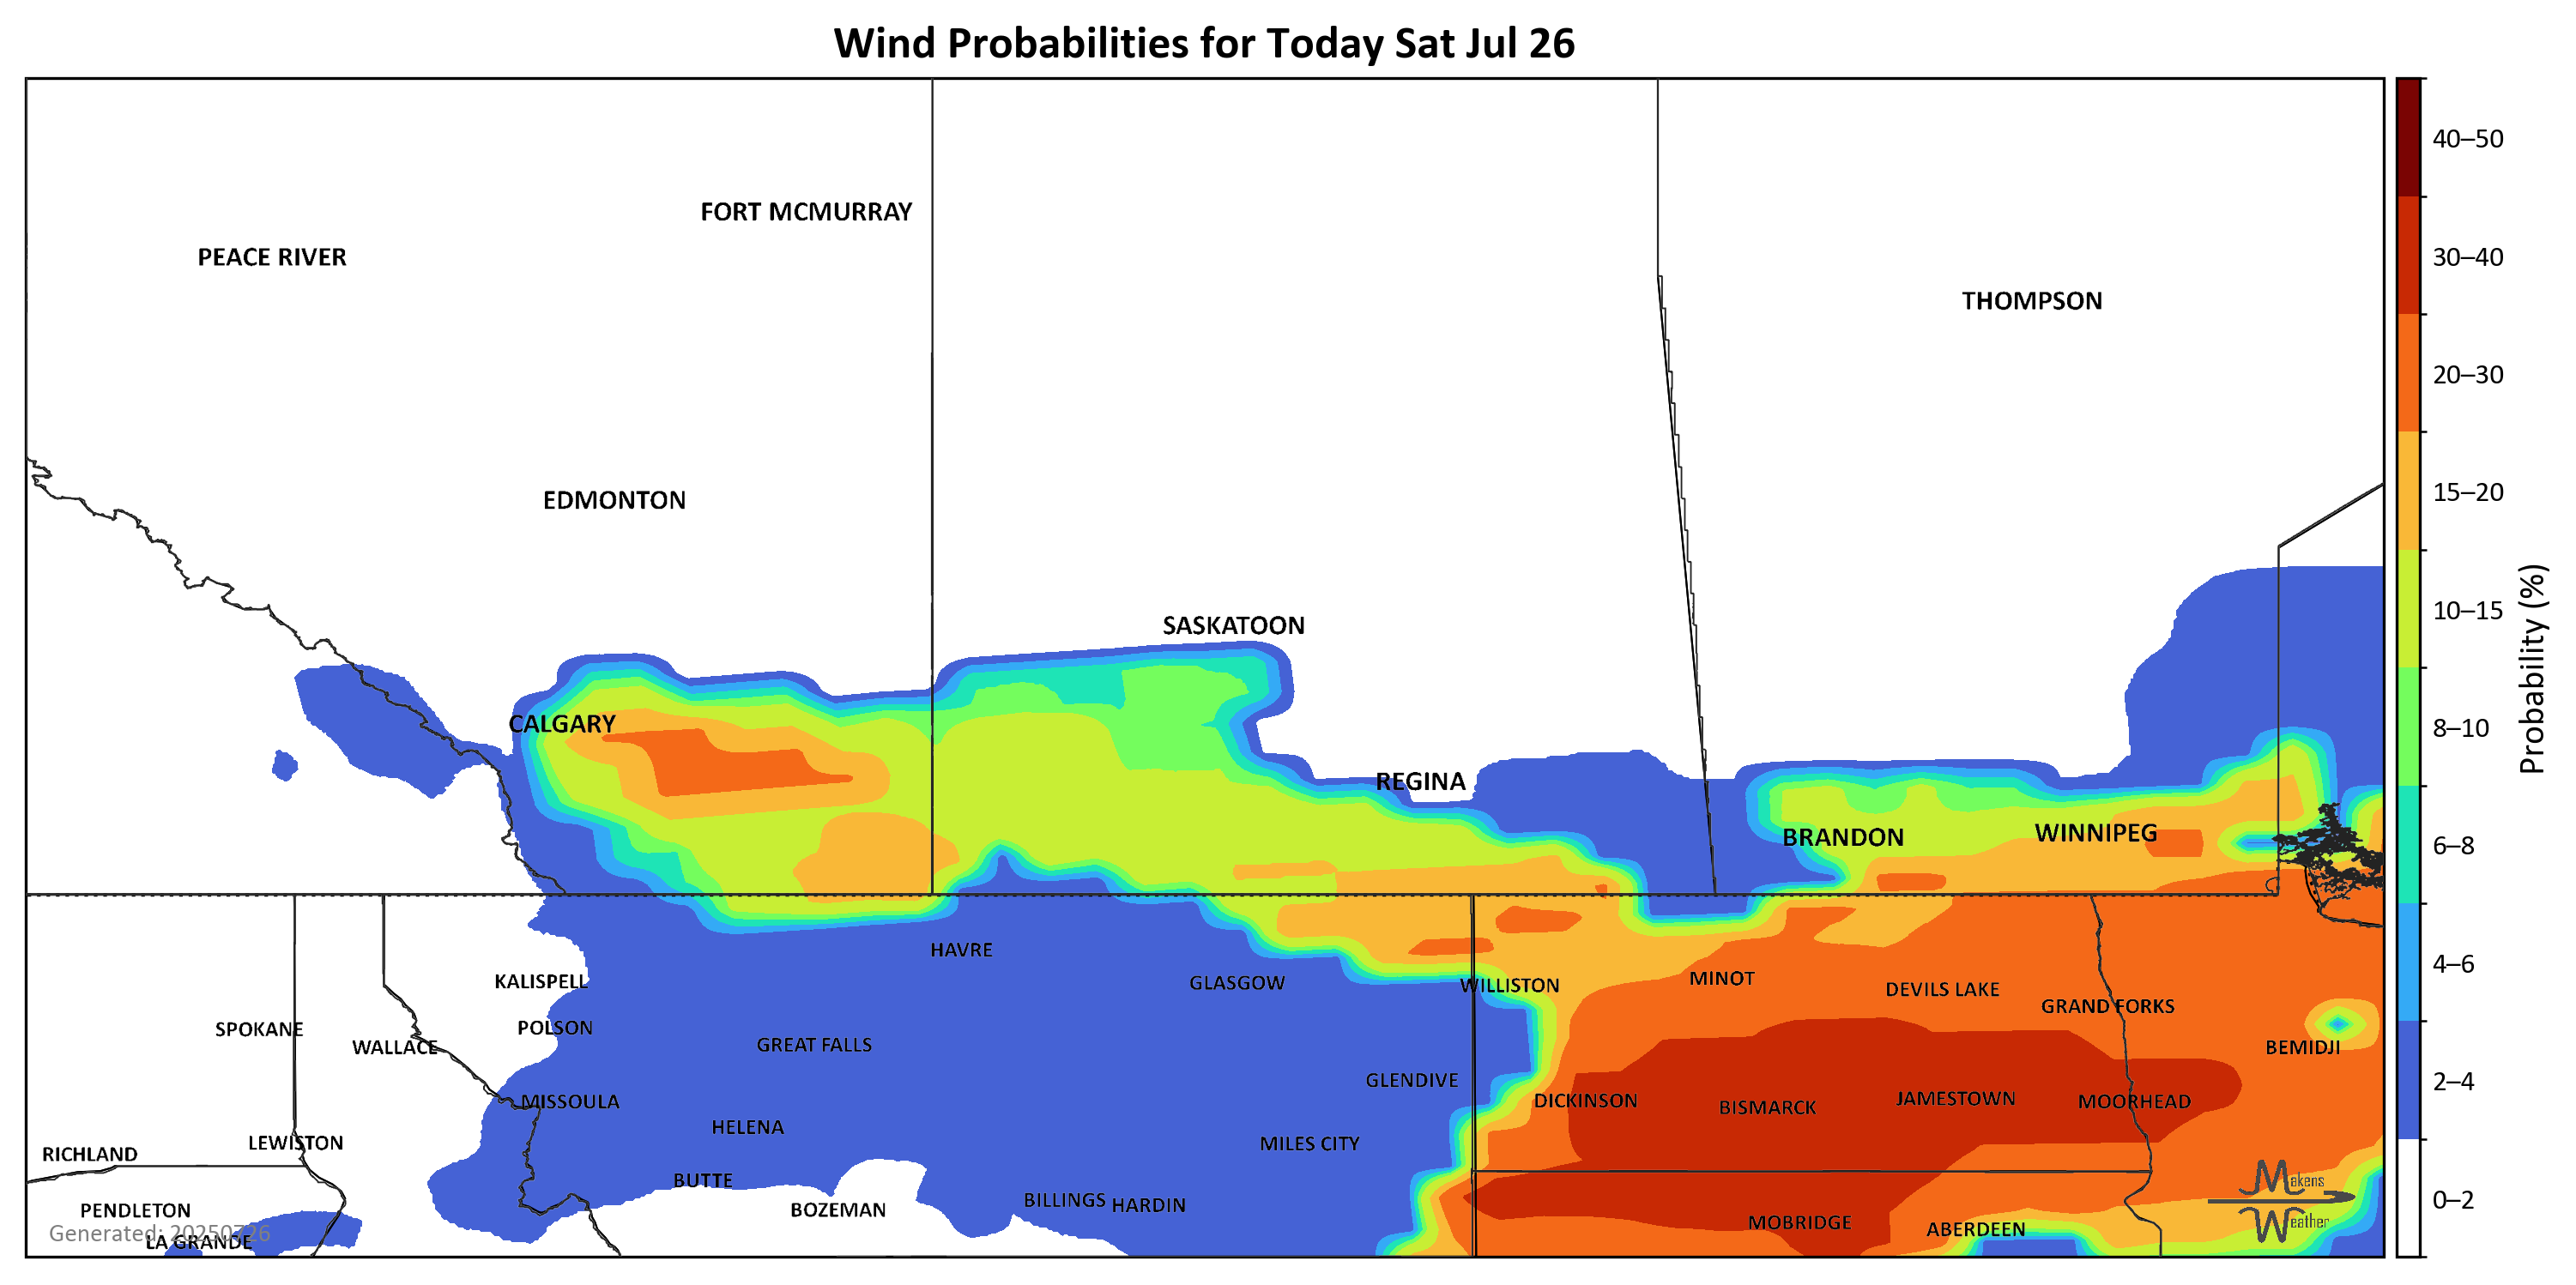 Wind Probabilities for Today Sat Jul 26
FORT MCMURRAY
PEACE RIVER
THOMPSON
EDMONTON
SASKATOON
CALGARY
REGINA
BRANDON
WINNIPEG
HAVRE
KALISPELL
GLASGOW
WILLISTON
MINOT
DEVILS LAKE
GRAND FORKS
SPOKANE
POLSON
WALLACE
GREAT FALLS
BEMIDJI
GLENDIVE
MISSOULA
DICKINSON
BISMARCK
JAMESTOWN
MOORHEAD
HELENA
LEWISTON
MILES CITY
RICHLAND
BUTTE
PENDLETON
BOZEMAN
BILLINGS
HARDIN
MOBRIDGE
ABERDEEN
Generated: 20250726
LA GRANDE
Makens
Weather
40–50
30–40
20–30
15–20
10–15
8–10
6–8
4–6
2–4
0–2
Probability (%)